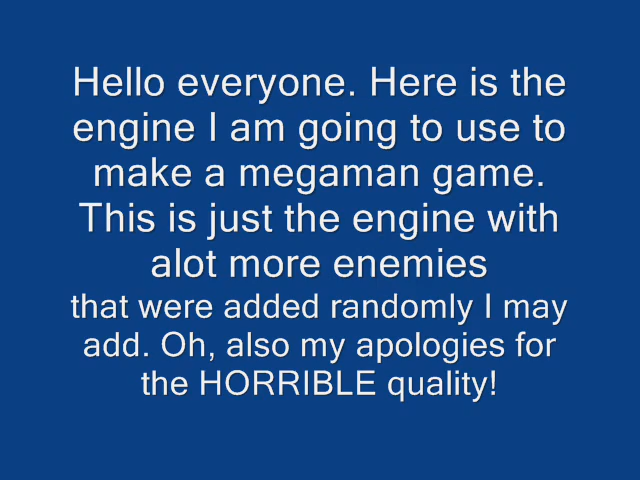 Hello everyone. Here is the
engine I am going to use to
make a megaman game.
This is just the engine with
alot more enemies
that were added randomly I may
add. Oh, also my apologies for
the HORRIBLE quality!